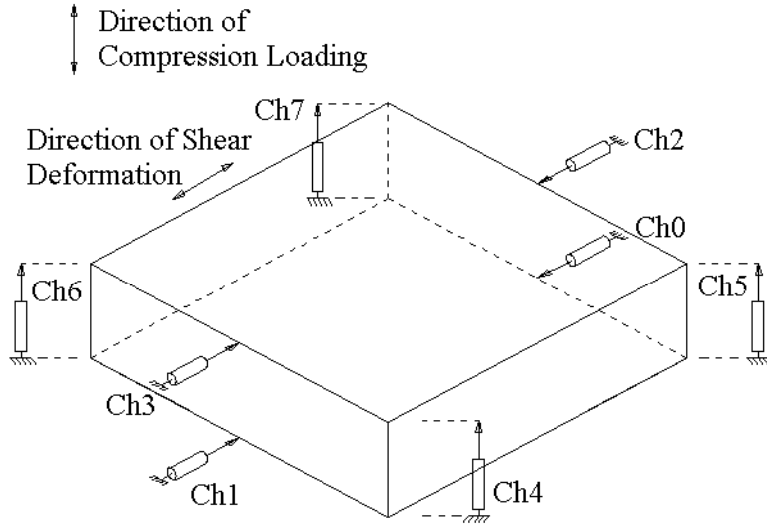 Direction of
Compression Loading
Ch7
Direction of Shear
Deformation
Ch2
Ch0
Ch6
Ch5
Ch3
Ch1
Ch4